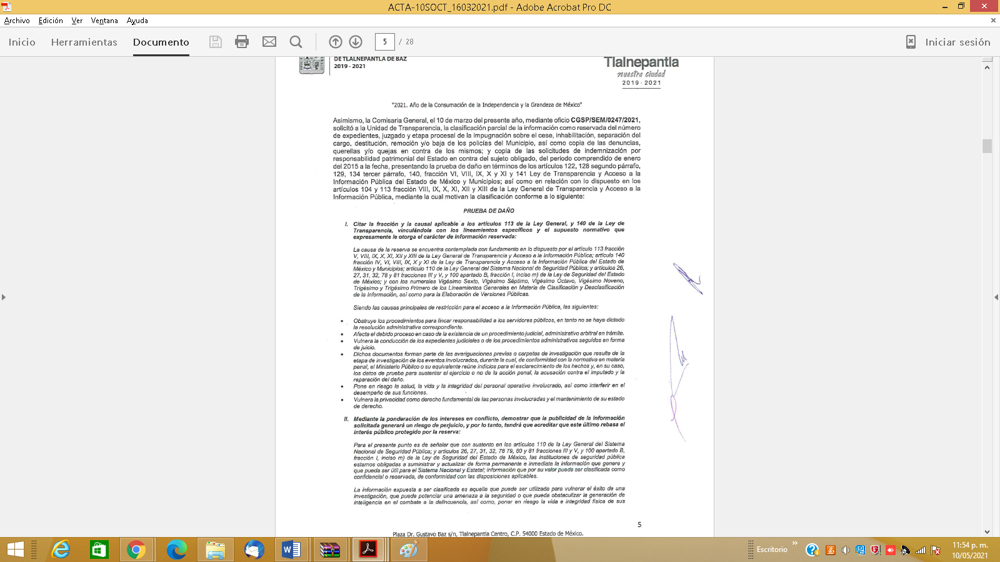 ACTA-10SOCT_16032021.pdf - Adobe Acrobat Pro DC
Archivo Edición Ver Ventana Ayuda
Inicio Herramientas Documento 5 / 28 Iniciar sesión
DE TLALNEPANTLA DE BAZ
2019 - 2021
Tlalnepantla
nuestra ciudad
2019 - 2021
"2021. Año de la Consumación de la Independencia y la Grandeza de México"
Asimismo, la Comisaria General, el 10 de marzo del presente año, mediante oficio CGSP/SEM/0247/2021,
solicitó a la Unidad de Transparencia, la clasificación parcial de la información como reservada del número
de expedientes, juzgado y etapa procesal de la impugnación sobre el cese, inhabilitación, separación del
cargo, destitución, remoción y/o baja de los policías del Municipio, así como copia de las denuncias,
querellas y/o quejas en contra de los mismos; y copia de las solicitudes de indemnización por
responsabilidad patrimonial del Estado en contra del sujeto obligado, del periodo comprendido de enero
del 2015 a la fecha, presentando la prueba de daño en términos de los artículos 122, 128 segundo párrafo,
129, 134 tercer párrafo, 140, fracción VI, VIII, IX, X y XI y 141 Ley de Transparencia y Acceso a la
Información Pública del Estado de México y Municipios; así como en relación con lo dispuesto en los
artículos 104 y 113 fracción VIII, IX, X, XI, XII y XIII de la Ley General de Transparencia y Acceso a la
Información Pública, mediante la cual motivan la clasificación conforme a lo siguiente:
PRUEBA DE DAÑO
I. Citar la fracción y la causal aplicable a los artículos 113 de la Ley General, y 140 de la Ley de
Transparencia, vinculándola con los lineamientos específicos y el supuesto normativo que
expresamente le otorga el carácter de información reservada:
La causa de la reserva se encuentra contemplada con fundamento en lo dispuesto por el artículo 113 fracción
V, VIII, IX, X, XI, XII y XIII de la Ley General de Transparencia y Acceso a la Información Pública; artículo 140
fracción IV, VI, VIII, IX, X y XI de la Ley de Transparencia y Acceso a la Información Pública del Estado de
México y Municipios; artículo 110 de la Ley General del Sistema Nacional de Seguridad Pública; y artículos 26,
27, 31, 32, 78 y 81 fracciones III y V, y 100 apartado B, fracción I, inciso m) de la Ley de Seguridad del Estado
de México; y con los numerales Vigésimo Sexto, Vigésimo Séptimo, Vigésimo Octavo, Vigésimo Noveno,
Trigésimo y Trigésimo Primero de los Lineamientos Generales en Materia de Clasificación y Desclasificación
de la Información, así como para la Elaboración de Versiones Públicas.
Siendo las causas principales de restricción para el acceso a la Información Pública, las siguientes:
• Obstruye los procedimientos para fincar responsabilidad a los servidores públicos, en tanto no se haya dictado
la resolución administrativa correspondiente.
• Afecta el debido proceso en caso de la existencia de un procedimiento judicial, administrativo arbitral en trámite.
• Vulnera la conducción de los expedientes judiciales o de los procedimientos administrativos seguidos en forma
de juicio.
• Dichos documentos forman parte de las averiguaciones previas o carpetas de investigación que resulte de la
etapa de investigación de los eventos involucrados, durante la cual, de conformidad con la normativa en materia
penal, el Ministerio Público o su equivalente reúne indicios para el esclarecimiento de los hechos y, en su caso,
los datos de prueba para sustentar el ejercicio o no de la acción penal, la acusación contra el imputado y la
reparación del daño.
• Pone en riesgo la salud, la vida y la integridad del personal operativo involucrado, así como interferir en el
desempeño de sus funciones.
• Vulnera la privacidad como derecho fundamental de las personas involucradas y el mantenimiento de su estado
de derecho.
II. Mediante la ponderación de los intereses en conflicto, demostrar que la publicidad de la información
solicitada generará un riesgo de perjuicio, y por lo tanto, tendrá que acreditar que este último rebasa el
interés público protegido por la reserva:
Para el presente punto es de señalar que con sustento en los artículos 110 de la Ley General del Sistema
Nacional de Seguridad Pública; y artículos 26, 27, 31, 32, 78 79, 80 y 81 fracciones III y V, y 100 apartado B,
fracción I, inciso m) de la Ley de Seguridad del Estado de México, las instituciones de seguridad pública
estamos obligadas a suministrar y actualizar de forma permanente e inmediata la información que genere y
que pueda ser útil para el Sistema Nacional y Estatal; información que por su valor puede ser clasificada como
confidencial o reservada, de conformidad con las disposiciones aplicables.
La información expuesta a ser clasificada es aquella que puede ser utilizada para vulnerar el éxito de una
investigación, que puede potenciar una amenaza a la seguridad o que pueda obstaculizar la generación de
inteligencia en el combate a la delincuencia, así como, poner en riesgo la vida e integridad física de sus
5
Plaza Dr. Gustavo Baz s/n, Tlalnepantla Centro, C.P. 54000 Estado de México.
Escritorio
11:54 p. m.
10/05/2021